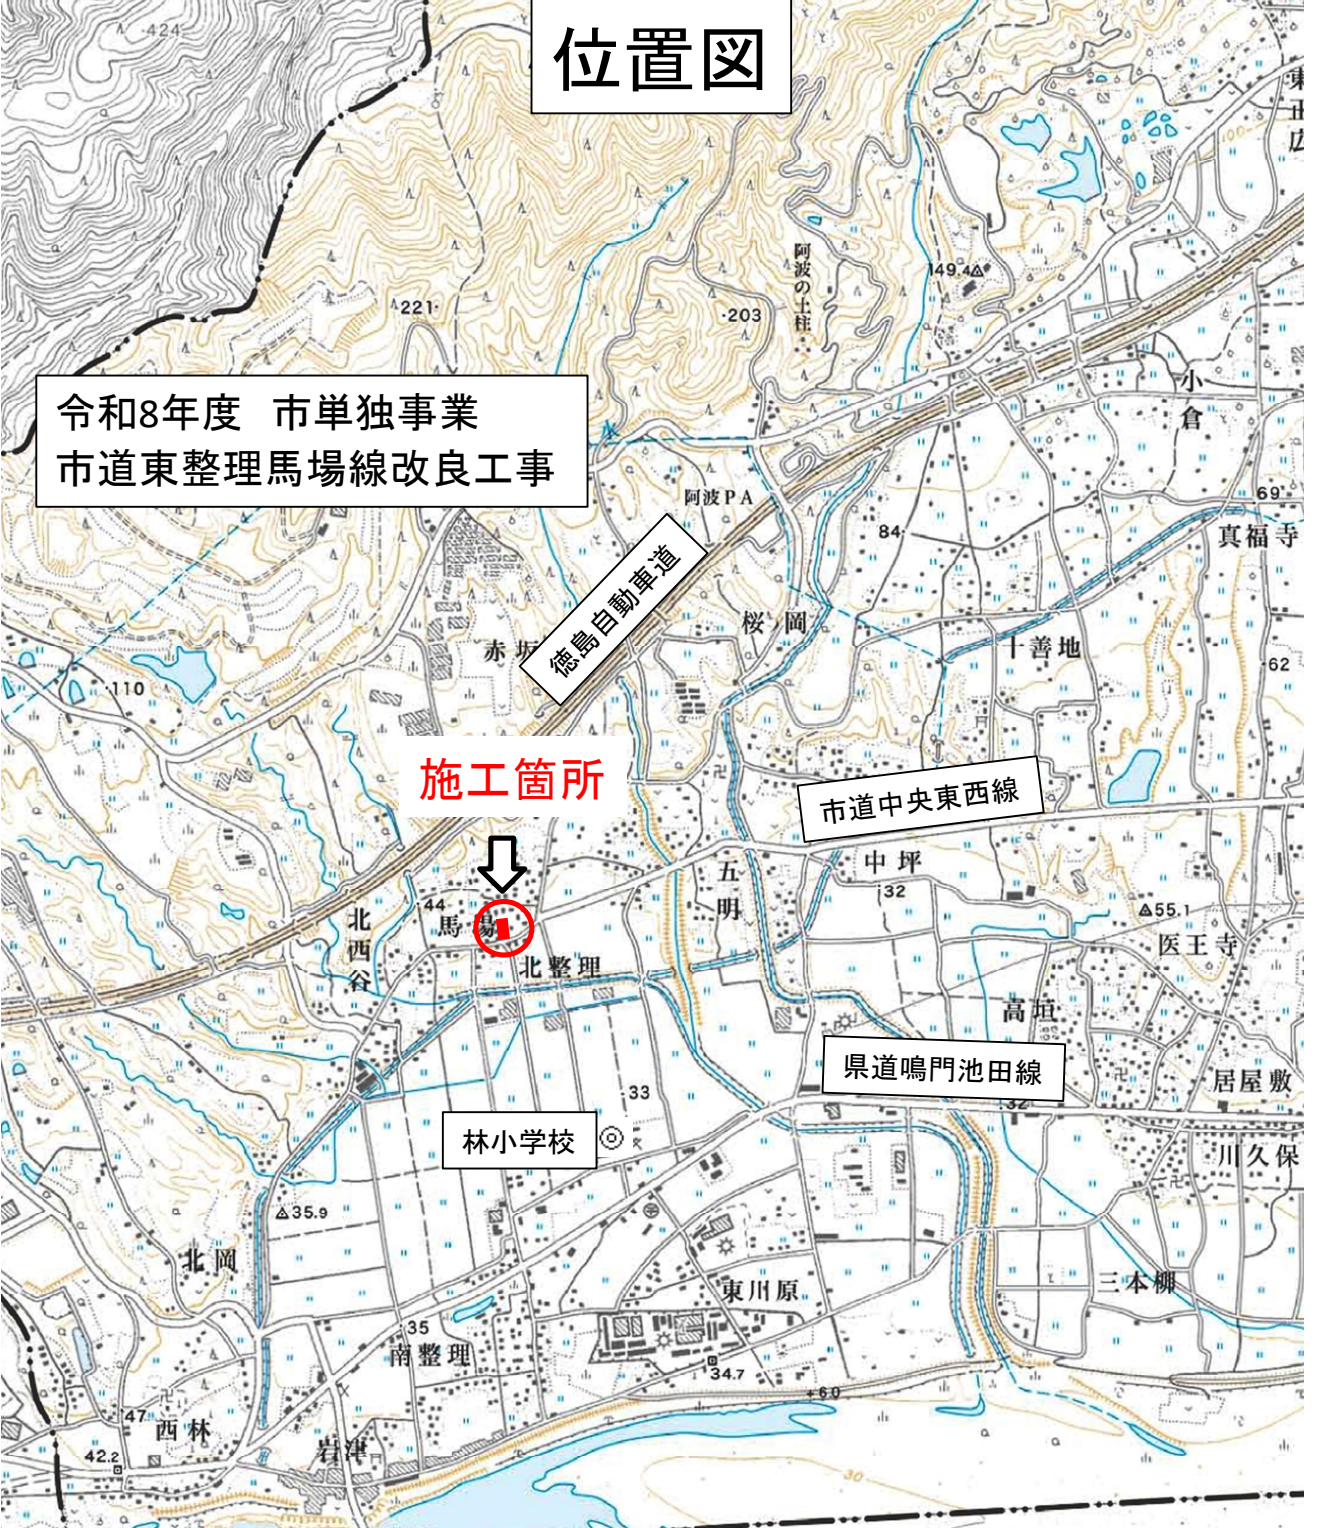 位置図
424
東正広
149.4
阿波の土柱
221
203
小倉
令和8年度 市単独事業
市道東整理馬場線改良工事
阿波PA
69
84
真福寺
徳島自動車道
桜岡
赤坂
十善地
62
110
施工箇所
市道中央東西線
中坪
五明
32
44
馬場
北西谷
55.1
医王寺
北整理
高垣
県道鳴門池田線
居屋敷
33
32
林小学校
川久保
35.9
北岡
三本柳
東川原
35
南整理
34.7
+60
47
西林
岩津
42.2
30